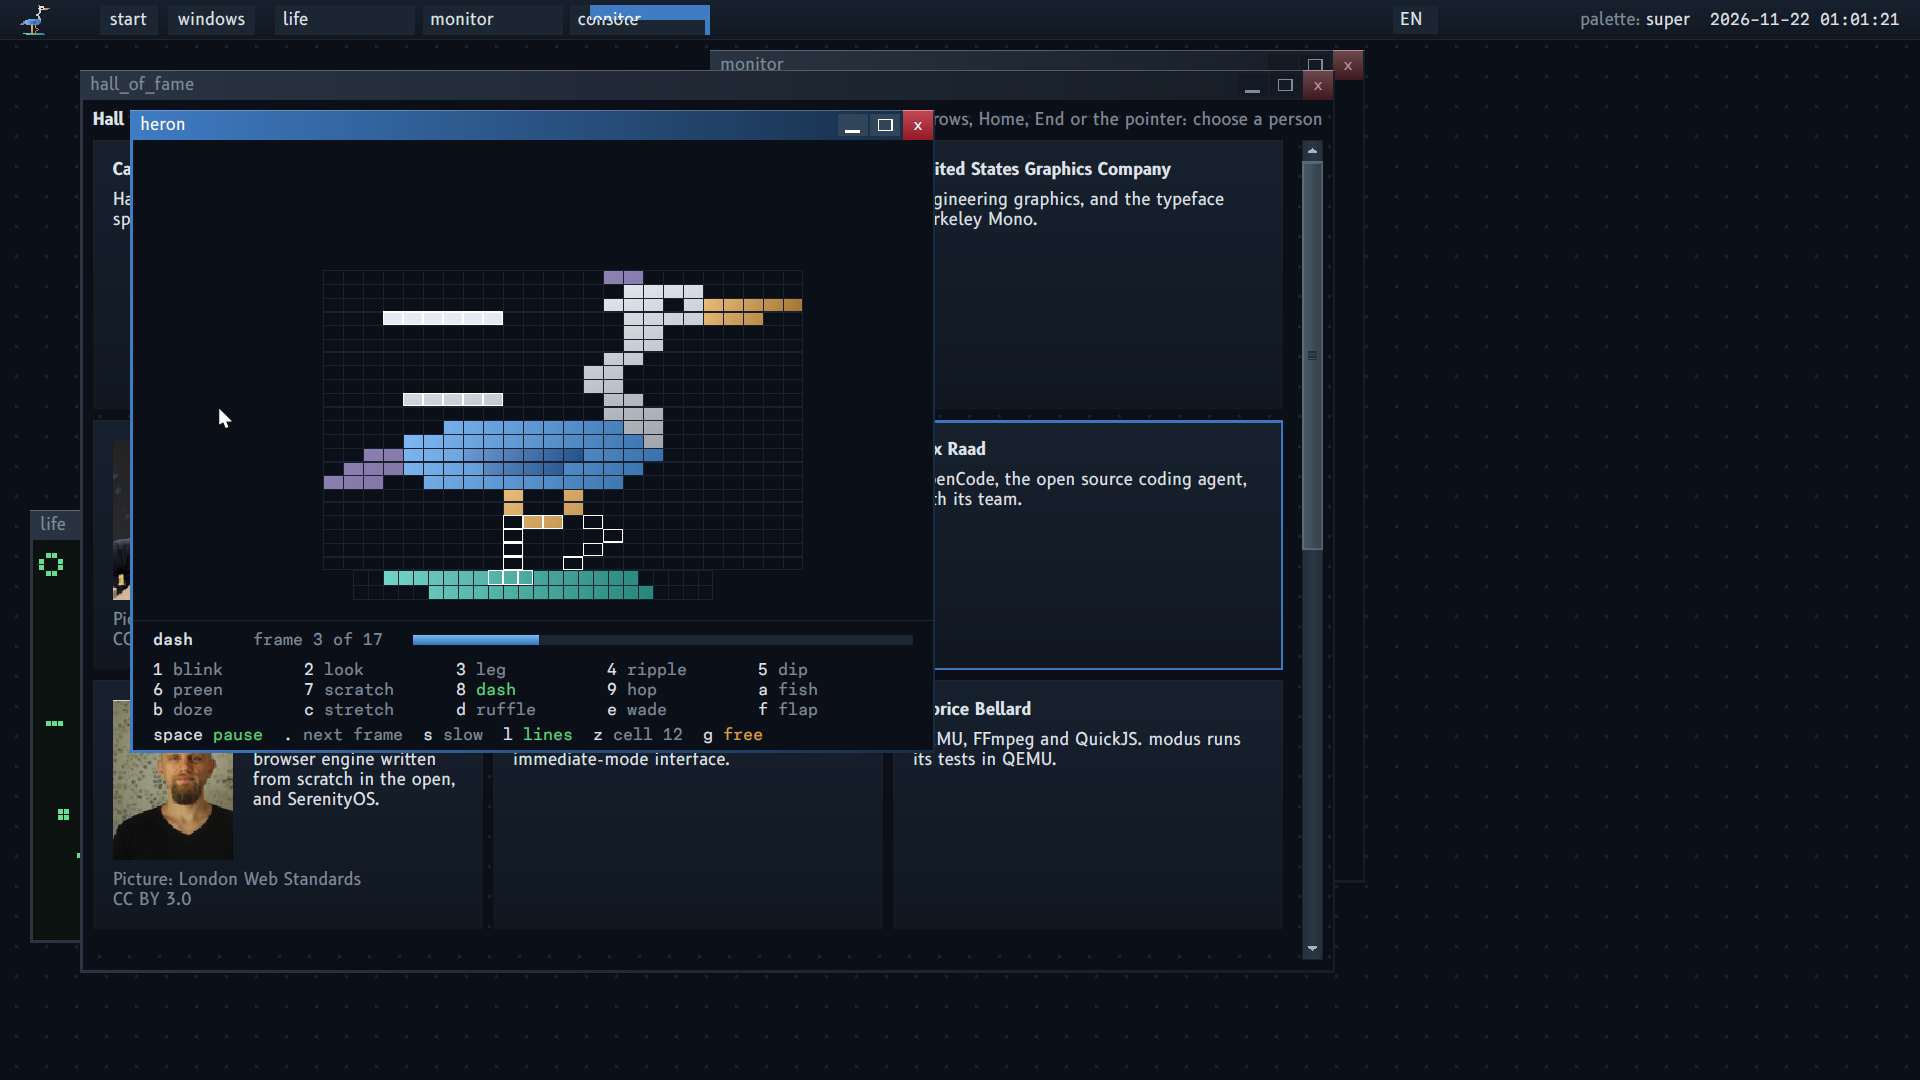 start windows life monitor EN palette: super 2026-11-22 01:01:21
monitor x
hall_of_fame x
Hall rows, Home, End or the pointer: choose a person
heron x
ited States Graphics Company
gineering graphics, and the typeface
rkeley Mono.
x Raad
enCode, the open source coding agent,
h its team.
life
dash frame 3 of 17
1 blink 2 look 3 leg 4 ripple 5 dip
6 preen 7 scratch 8 dash 9 hop a fish
b doze c stretch d ruffle e wade f flap
space pause . next frame s slow l lines z cell 12 g free
browser engine written
from scratch in the open,
and SerenityOS.
Picture: London Web Standards
CC BY 3.0
immediate-mode interface.
brice Bellard
MU, FFmpeg and QuickJS. modus runs
its tests in QEMU.